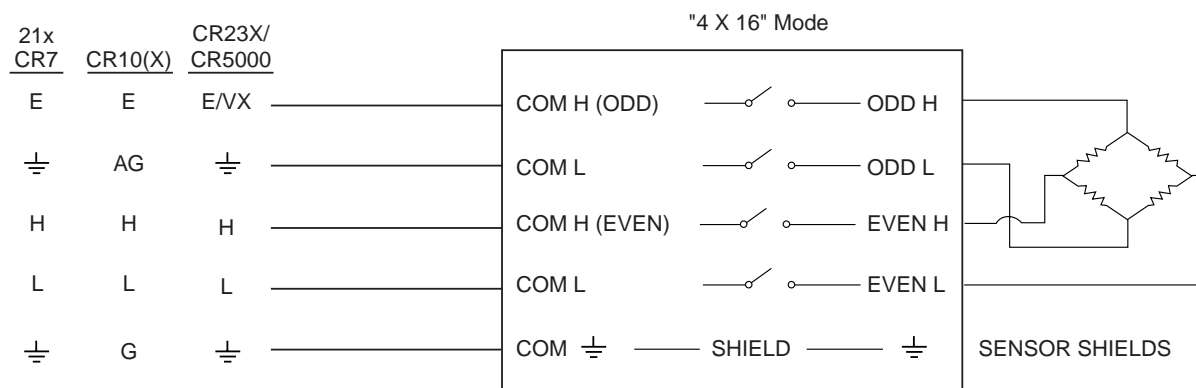 "4 X 16" Mode
21x CR23X/
CR7 CR10(X) CR5000
E E E/VX COM H (ODD) ODD H
AG COM L ODD L
H H H COM H (EVEN) EVEN H
L L L COM L EVEN L
G COM SHIELD SENSOR SHIELDS